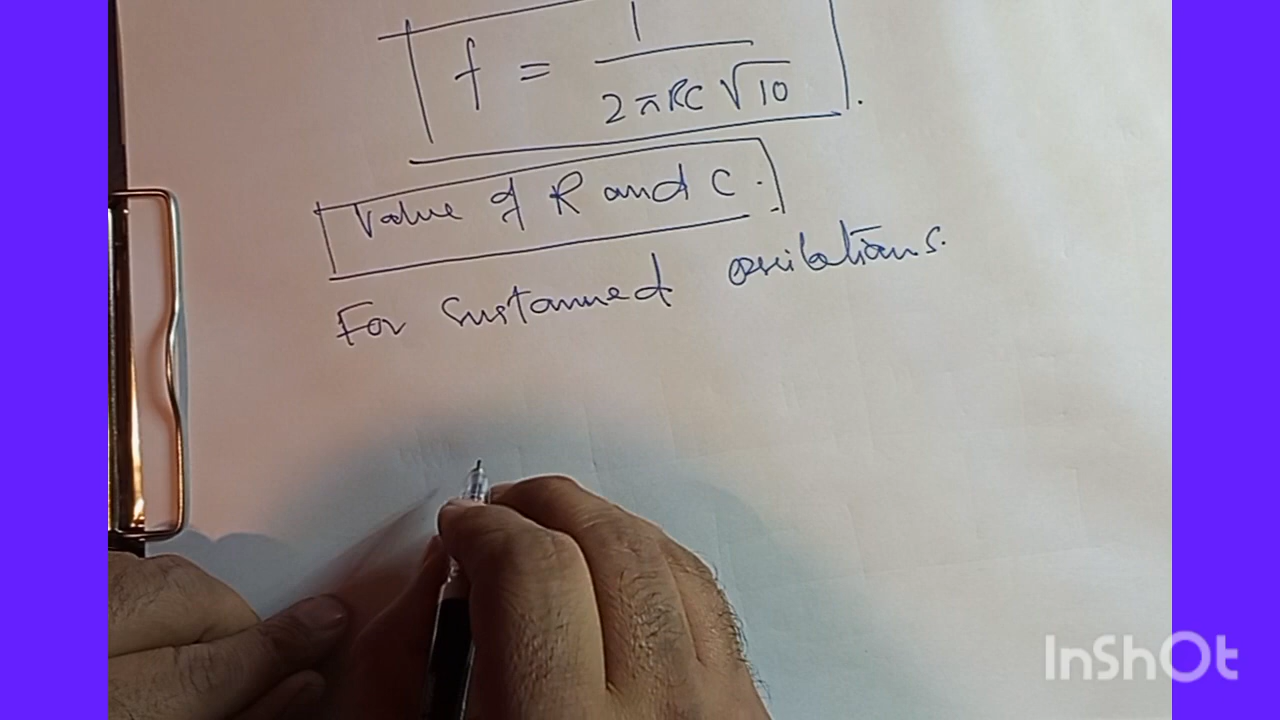 f = 1 / 2πRC√10 .
Value of R and C.
For Sustained oscillations.
InShOt